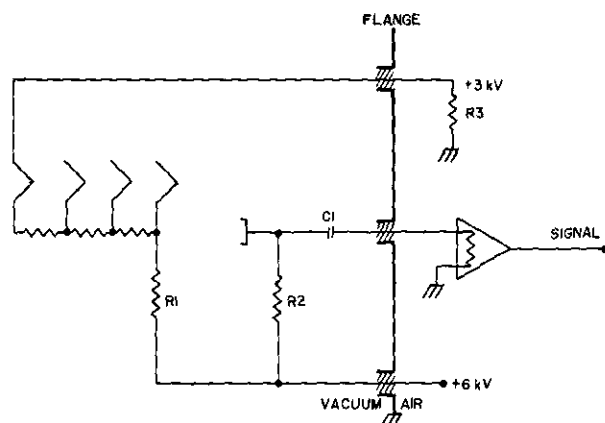 FLANGE
+3 kV
R3
C1
SIGNAL
R1
R2
+6 kV
VACUUM AIR